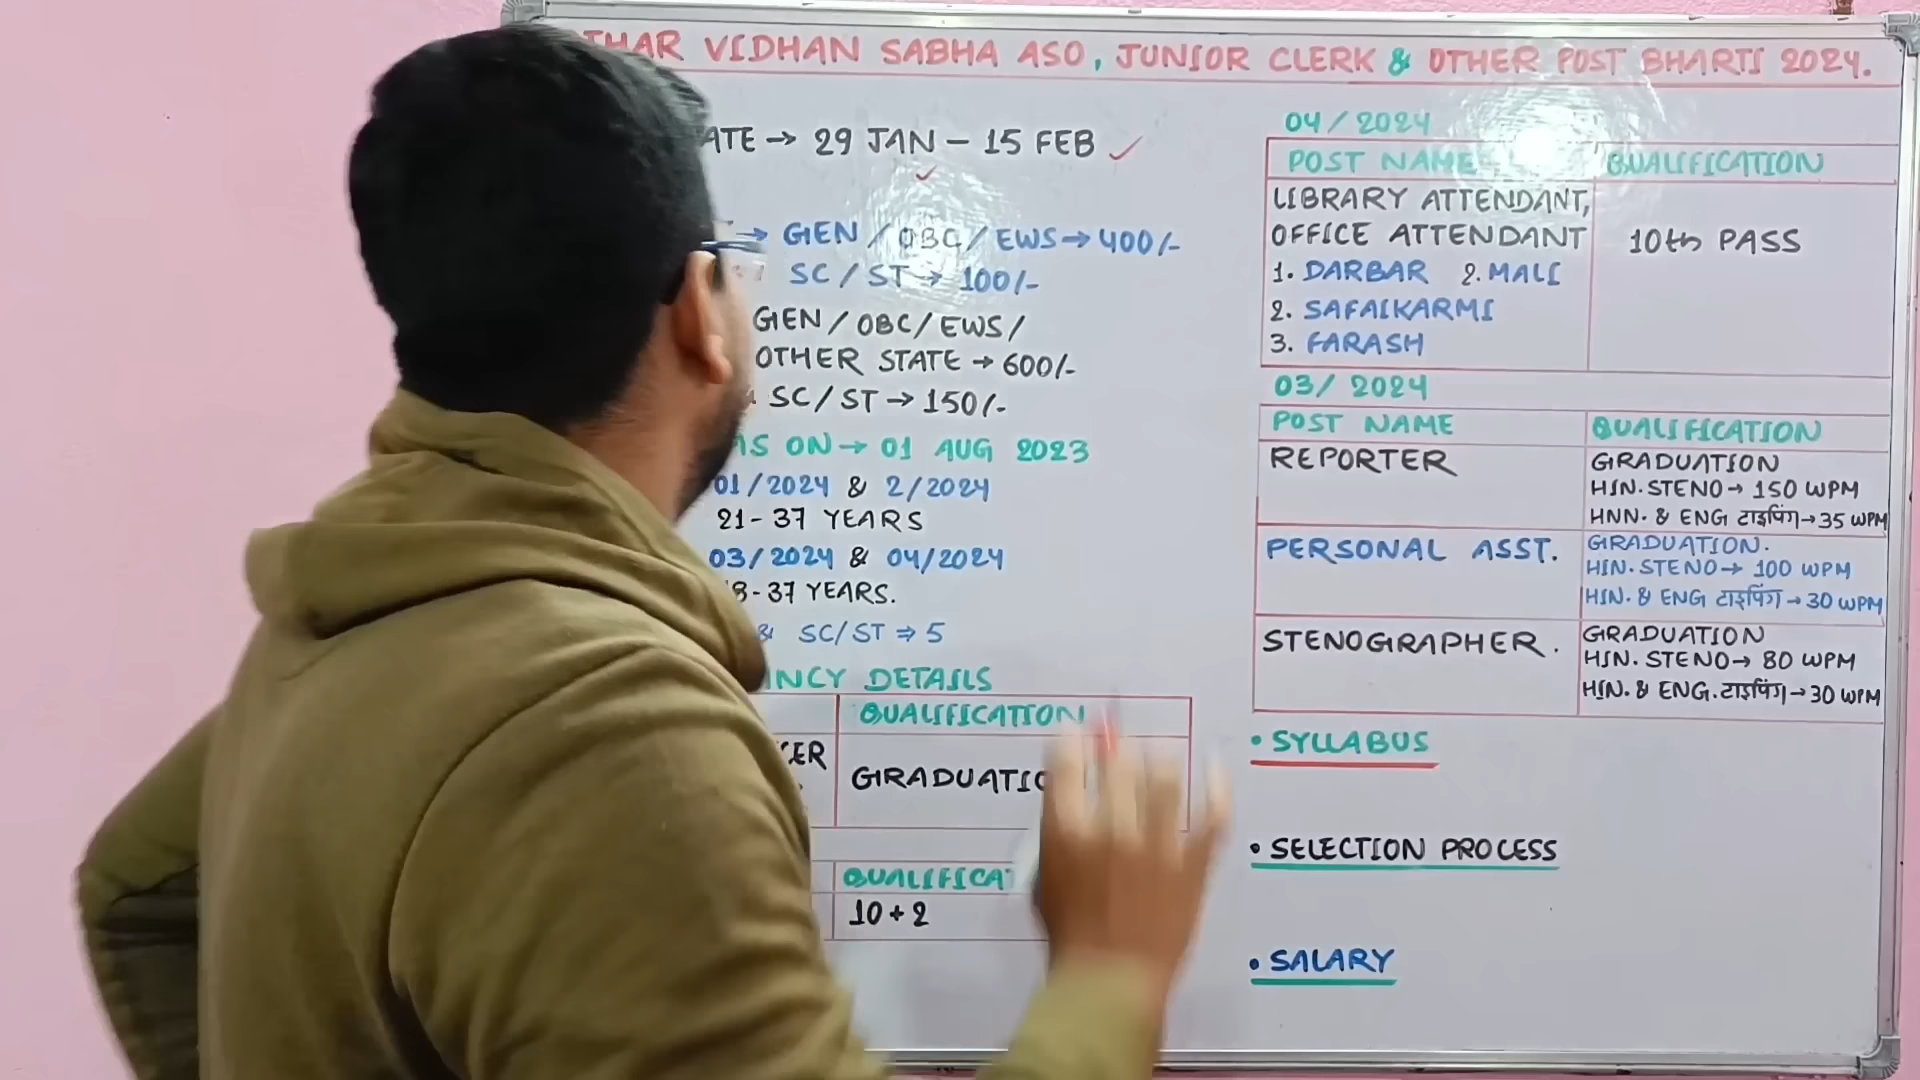 VIDHAN SABHA ASO, JUNIOR CLERK & OTHER POST BHARTI 2024.
→ 29 JAN - 15 FEB ✓
→ GEN / OBC / EWS → 400/-
SC / ST → 100/-
GEN / OBC / EWS /
OTHER STATE → 600/-
SC / ST → 150/-
ON → 01 AUG 2023
01/2024 & 2/2024
21 - 37 YEARS
03/2024 & 04/2024
- 37 YEARS.
& SC/ST ⇒ 5
DETAILS
QUALIFICATION
QUALIFICAT
10 + 2
04 / 2024
POST NAME QUALIFICATION
LIBRARY ATTENDANT,
OFFICE ATTENDANT 10th PASS
1. DARBAR 2. MALI
2. SAFAIKARMI
3. FARASH
03/ 2024
POST NAME QUALIFICATION
REPORTER GRADUATION
HIN. STENO → 150 WPM
HNN. & ENG टाइपिंग → 35 WPM
PERSONAL ASST. GRADUATION.
HIN. STENO → 100 WPM
HIN. & ENG टाइपिंग → 30 WPM
STENOGRAPHER. GRADUATION
HIN. STENO → 80 WPM
HIN. & ENG. टाइपिंग → 30 WPM
• SYLLABUS
• SELECTION PROCESS
• SALARY